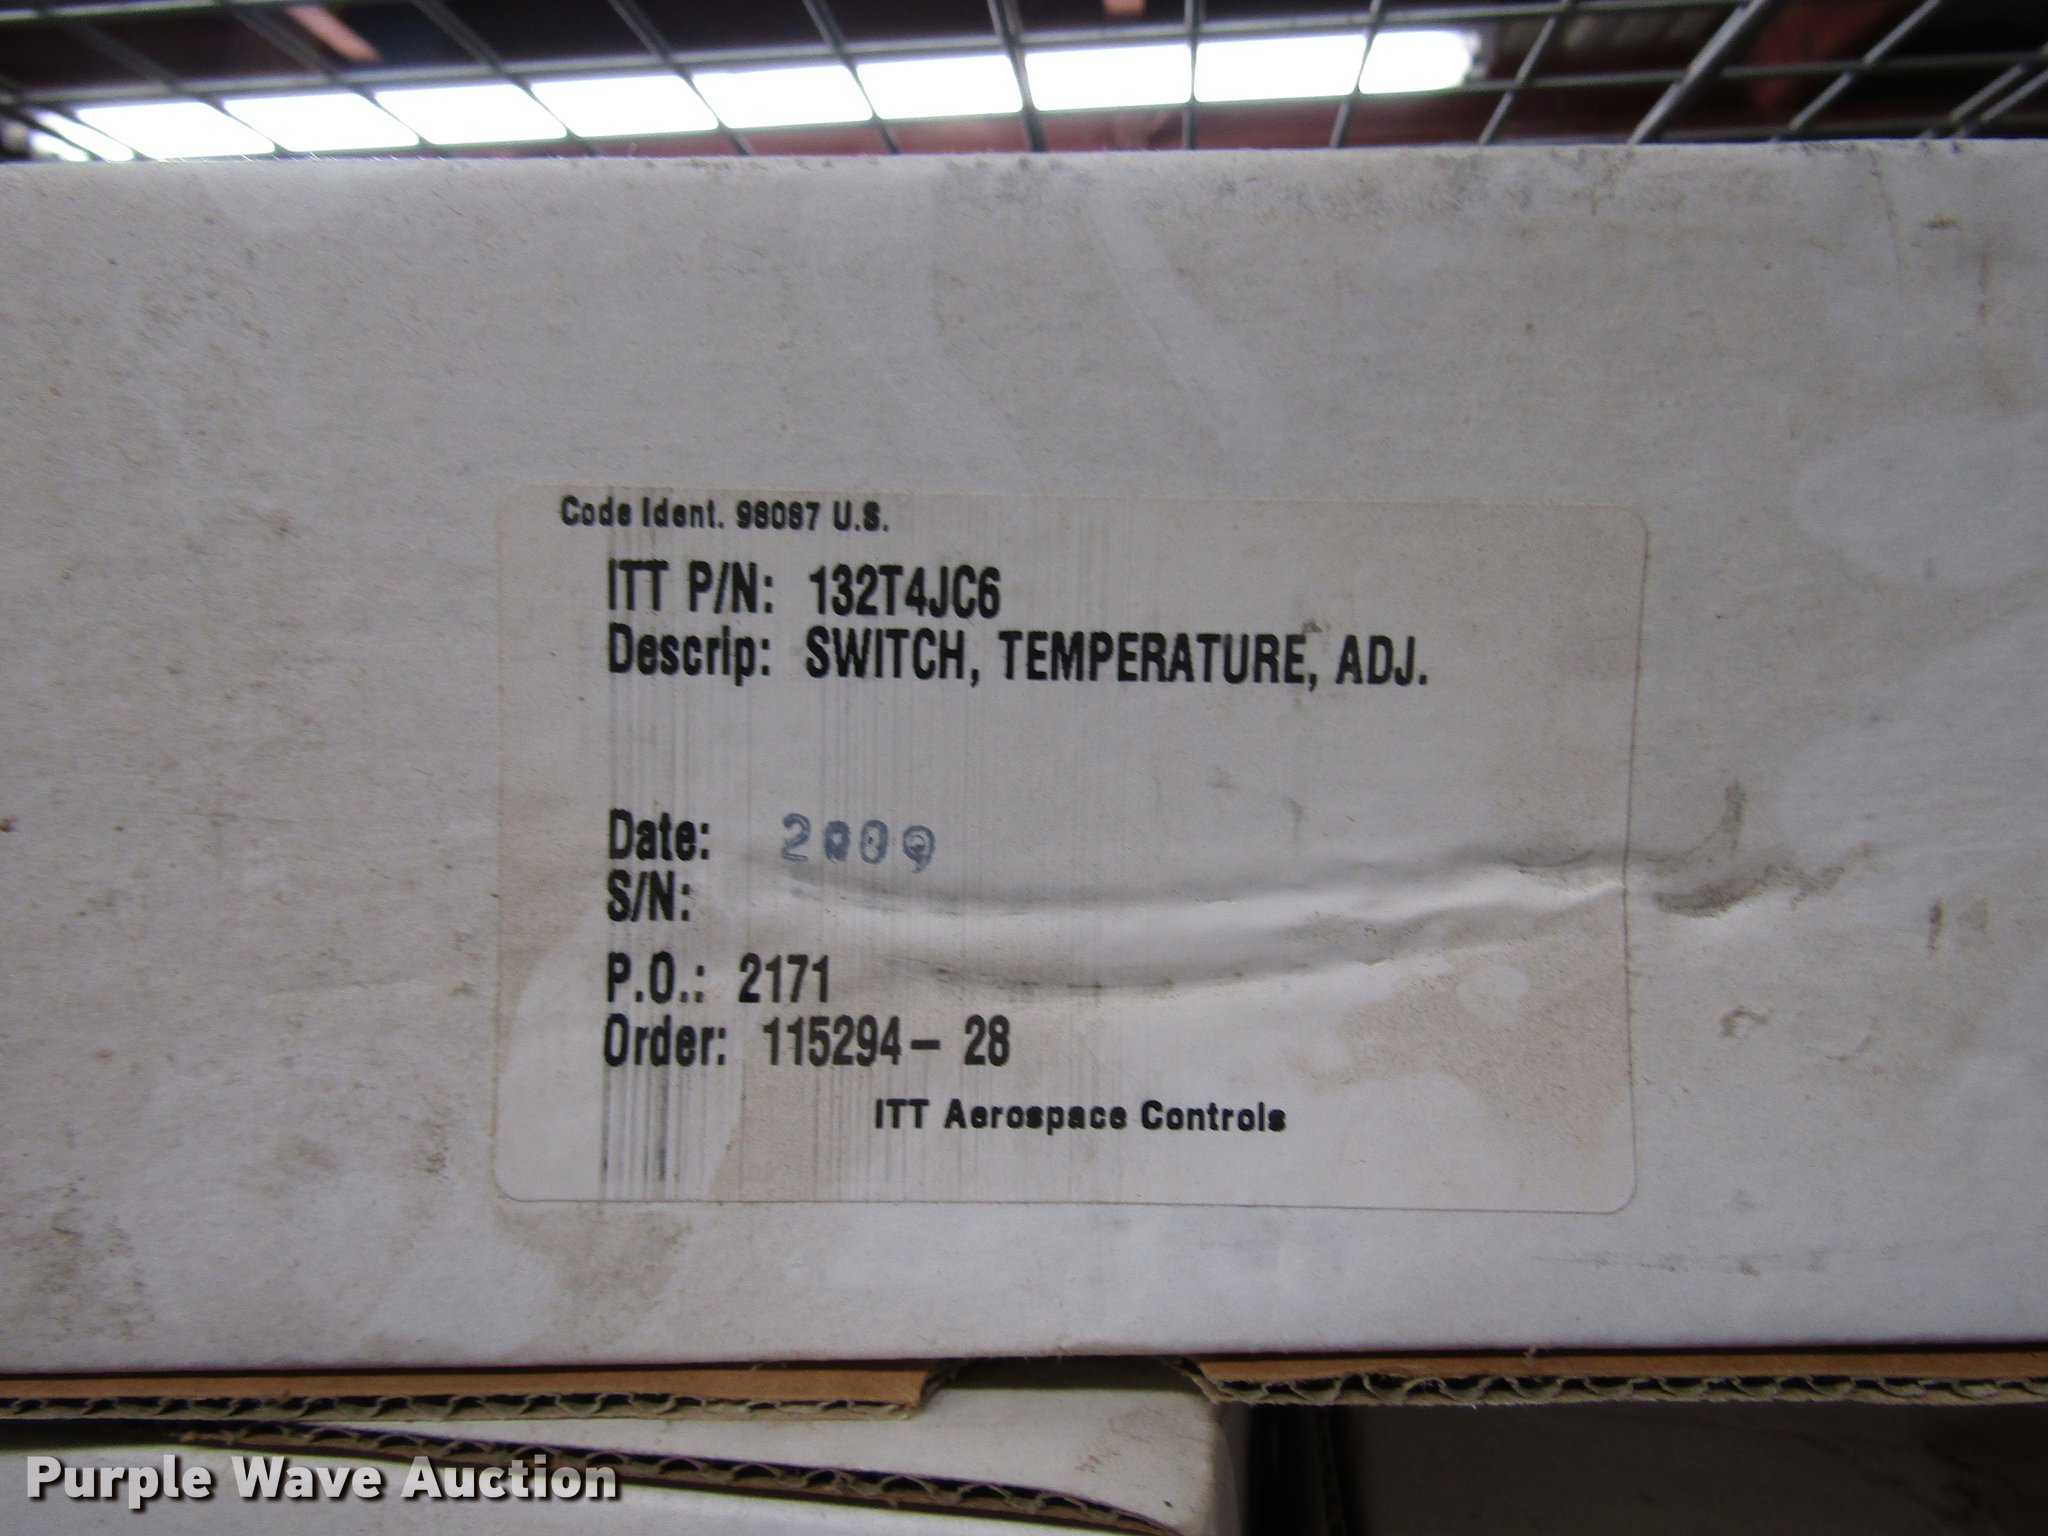 Code Ident. 98087 U.S.
ITT P/N: 132T4JC6
Descrip: SWITCH, TEMPERATURE, ADJ.
Date: 2009
S/N:
P.O.: 2171
Order: 115294- 28
ITT Aerospace Controls
Purple Wave Auction